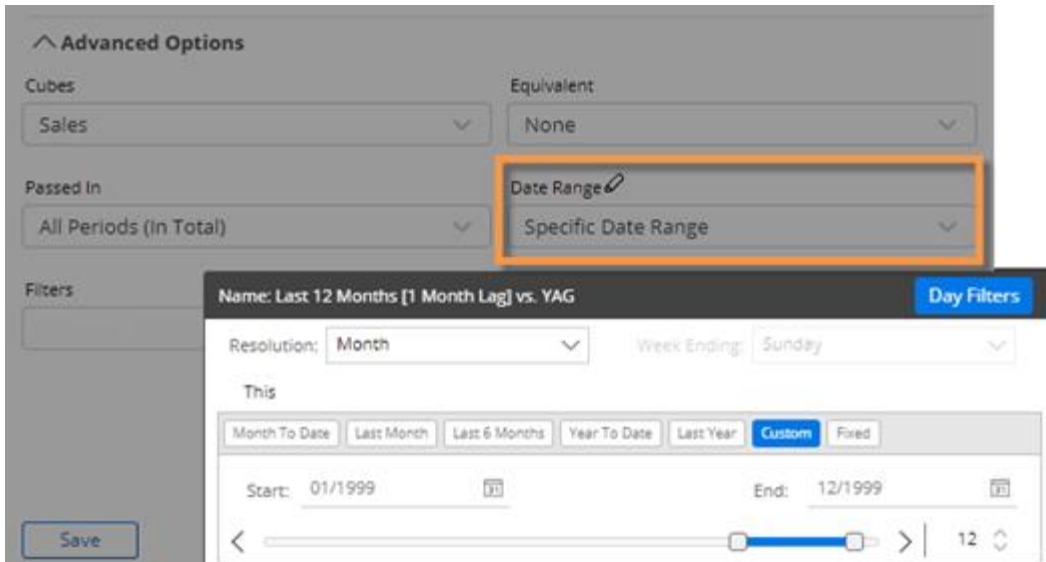 Advanced Options
Cubes Equivalent
Sales None
Passed In Date Range
All Periods (In Total) Specific Date Range
Filters
Name: Last 12 Months [1 Month Lag] vs. YAG Day Filters
Resolution: Month Week Ending: Sunday
This
Month To Date Last Month Last 6 Months Year To Date Last Year Custom Fixed
Start: 01/1999 31 End: 12/1999 31
Save 12